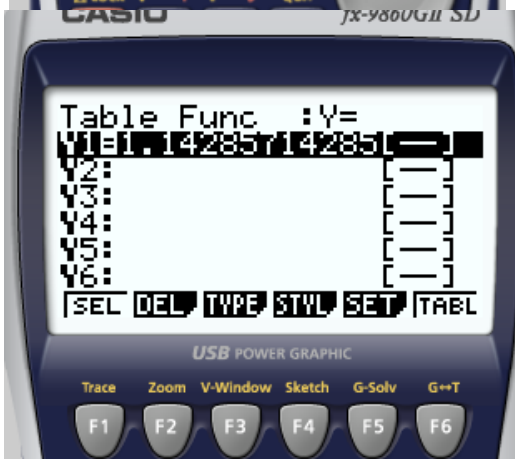 CASIO fx-9860GII SD
Table Func :Y=
Y1=1.14285714285[—]
Y2: [—]
Y3: [—]
Y4: [—]
Y5: [—]
Y6: [—]
SEL DEL TYPE STYL SET TABL
USB POWER GRAPHIC
Trace Zoom V-Window Sketch G-Solv G↔T
F1 F2 F3 F4 F5 F6